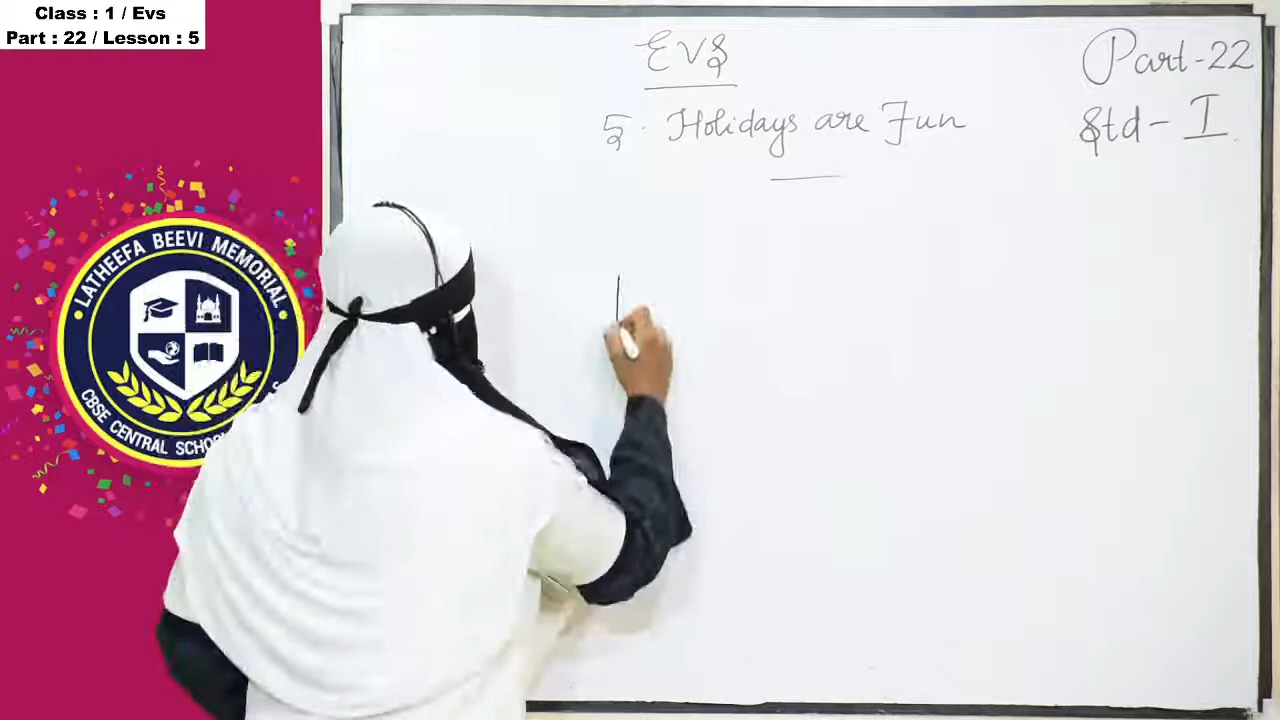 Class : 1 / Evs
Part : 22 / Lesson : 5
EVS
Part-22
5. Holidays are Fun
Std- I
LATHEEFA BEEVI MEMORIAL
CBSE CENTRAL SCHOOL